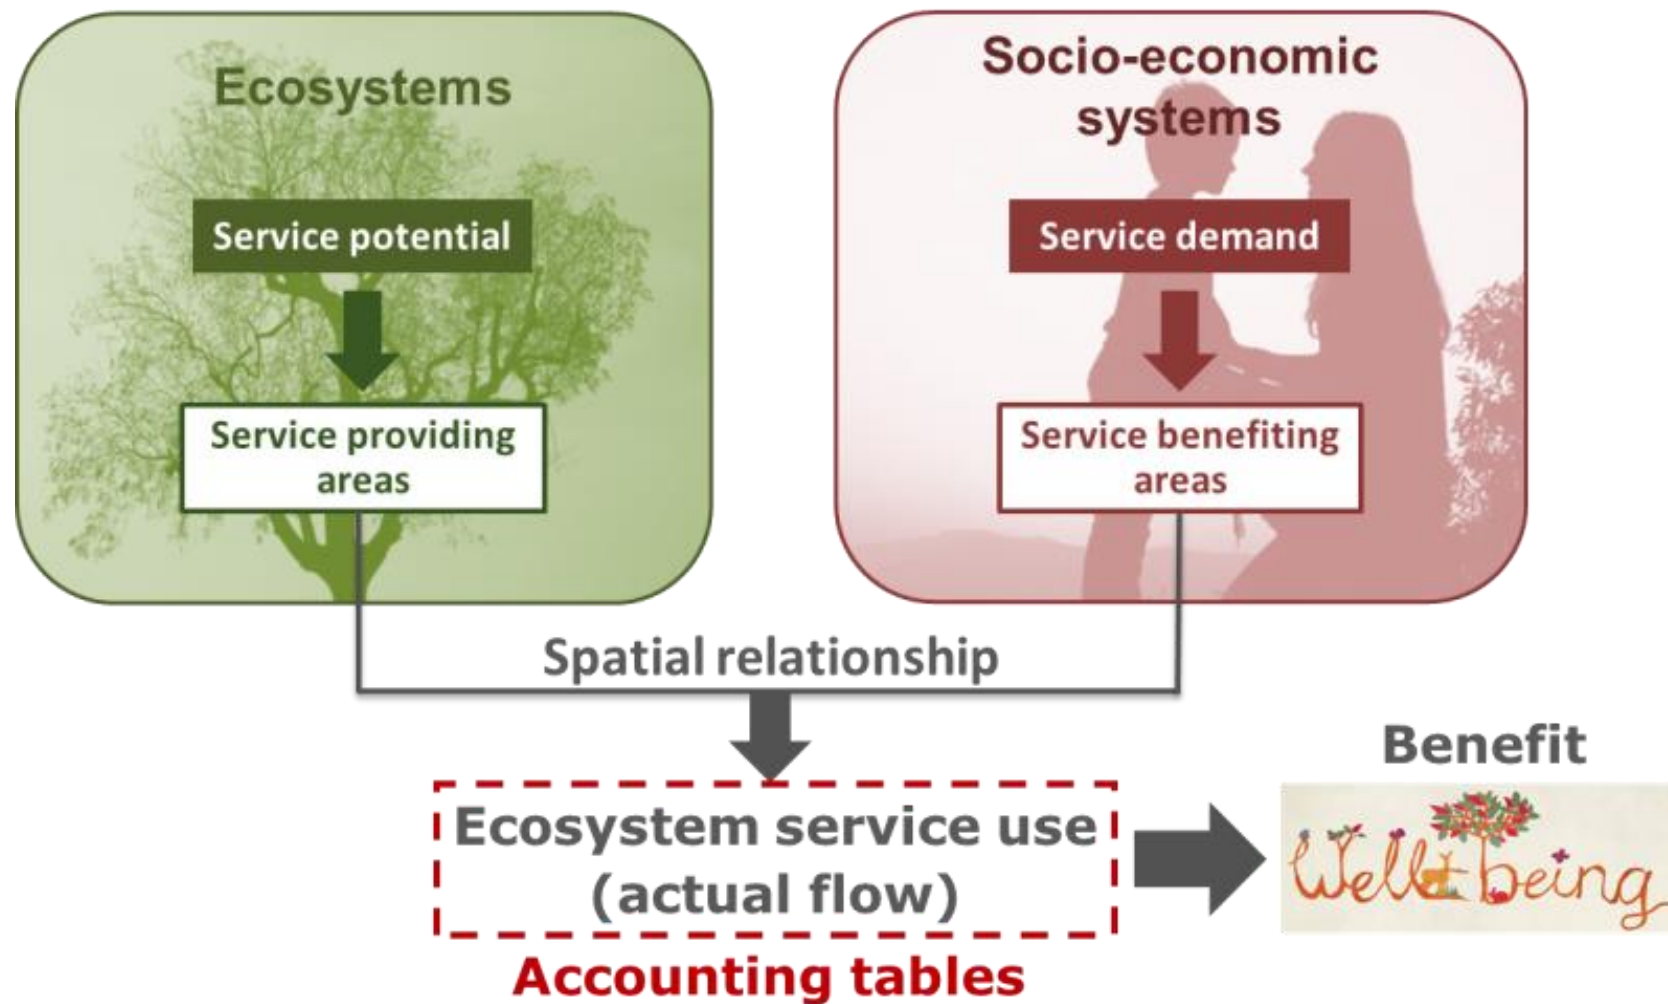 Ecosystems
Service potential
Service providing
areas
Socio-economic
systems
Service demand
Service benefiting
areas
Spatial relationship
Ecosystem service use
(actual flow)
Accounting tables
Benefit
Well-being